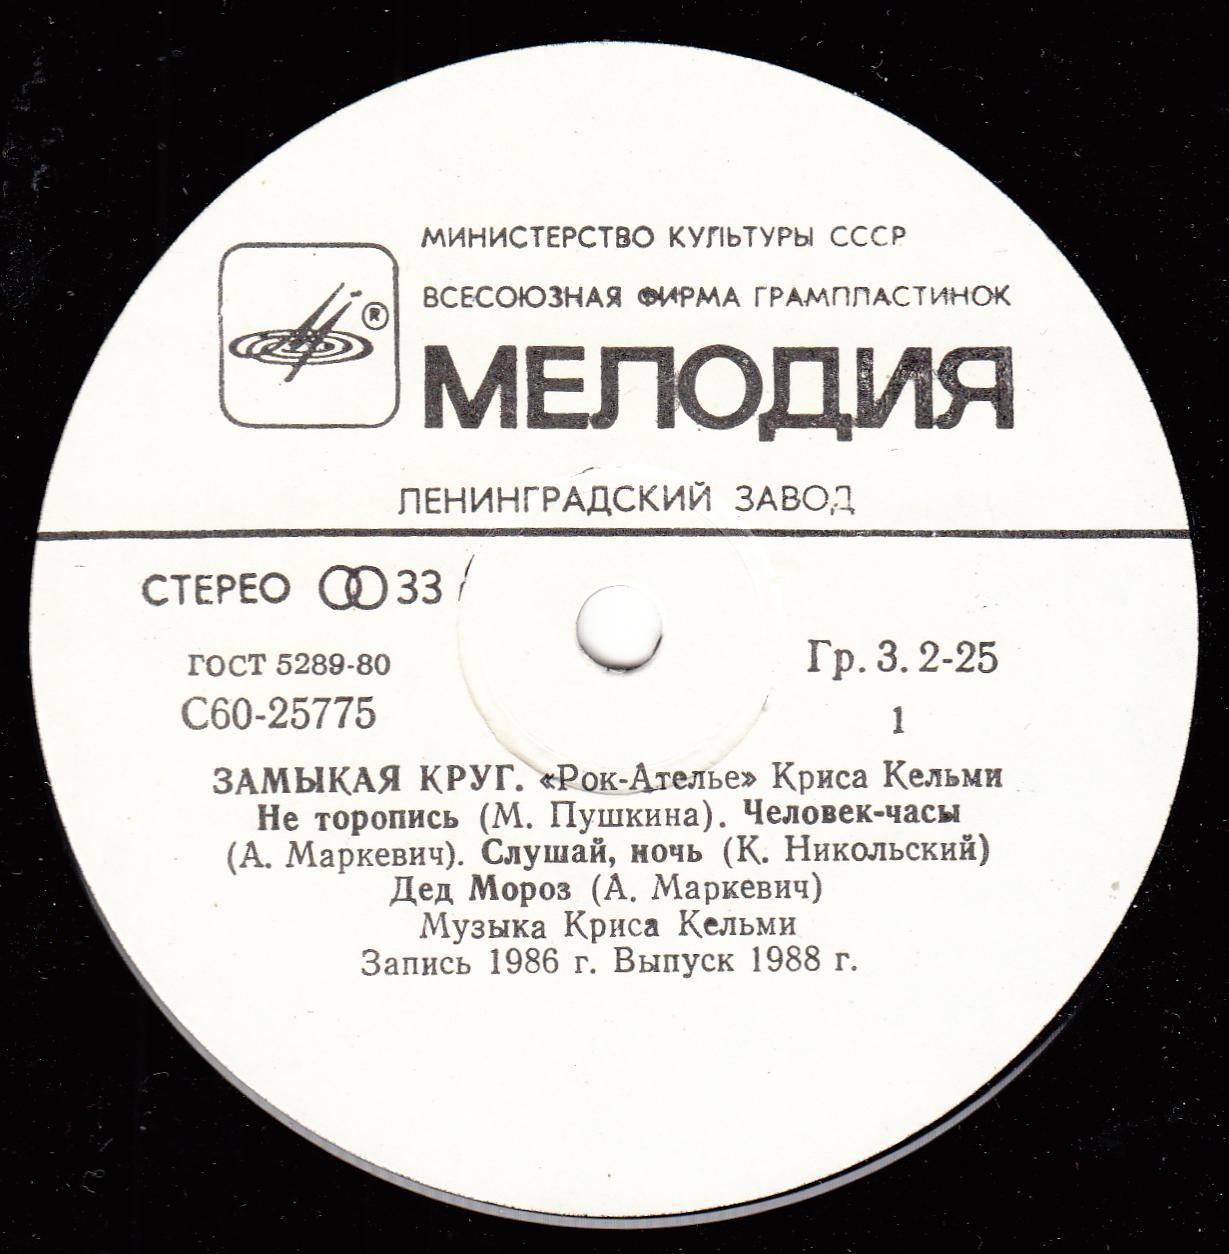 МИНИСТЕРСТВО КУЛЬТУРЫ СССР
ВСЕСОЮЗНАЯ ФИРМА ГРАМПЛАСТИНОК
®
МЕЛОДИЯ
ЛЕНИНГРАДСКИЙ ЗАВОД
СТЕРЕО 33
ГОСТ 5289-80
Гр. 3. 2-25
С60-25775
1
ЗАМЫКАЯ КРУГ. «Рок-Ателье» Криса Кельми
Не торопись (М. Пушкина). Человек-часы
(А. Маркевич). Слушай, ночь (К. Никольский)
Дед Мороз (А. Маркевич)
Музыка Криса Кельми
Запись 1986 г. Выпуск 1988 г.